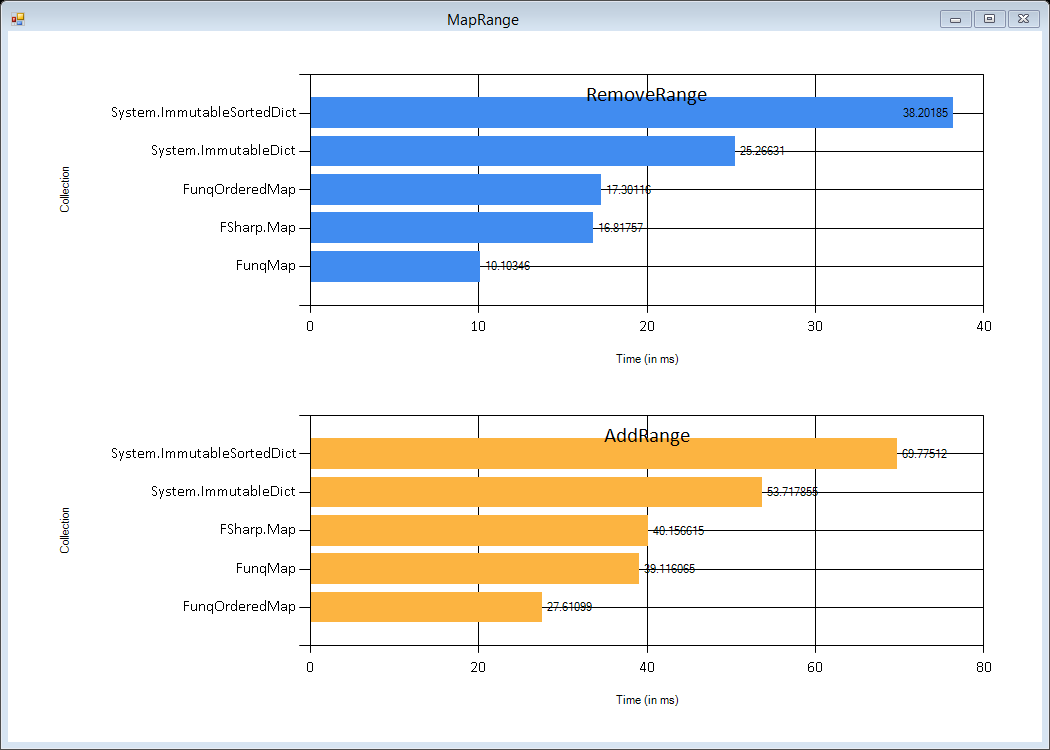 MapRange
RemoveRange
System.ImmutableSortedDict 38.20185
System.ImmutableDict 25.26631
FunqOrderedMap 17.30116
FSharp.Map 16.81757
FunqMap 10.10346
Collection
0 10 20 30 40
Time (in ms)
AddRange
System.ImmutableSortedDict 69.77512
System.ImmutableDict 53.717855
FSharp.Map 40.156615
FunqMap 39.116065
FunqOrderedMap 27.61099
Collection
0 20 40 60 80
Time (in ms)